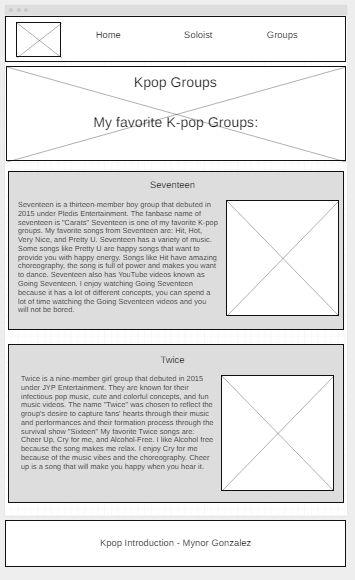 Home Soloist Groups
Kpop Groups
My favorite K-pop Groups:
Seventeen
Seventeen is a thirteen-member boy group that debuted in
2015 under Pledis Entertainment. The fanbase name of
seventeen is "Carats" Seventeen is one of my favorite K-pop
groups. My favorite songs from Seventeen are: Hit, Hot,
Very Nice, and Pretty U. Seventeen has a variety of music.
Some songs like Pretty U are happy songs that want to
provide you with happy energy. Songs like Hit have amazing
choreography, the song is full of power and makes you want
to dance. Seventeen also has YouTube videos known as
Going Seventeen. I enjoy watching Going Seventeen
because it has a lot of different concepts, you can spend a
lot of time watching the Going Seventeen videos and you
will not be bored.
Twice
Twice is a nine-member girl group that debuted in 2015
under JYP Entertainment. They are known for their
infectious pop music, cute and colorful concepts, and fun
music videos. The name "Twice" was chosen to reflect the
group's desire to capture fans' hearts through their music
and performances and their formation process through the
survival show "Sixteen" My favorite Twice songs are:
Cheer Up, Cry for me, and Alcohol-Free. I like Alcohol free
because the song makes me relax. I enjoy Cry for me
because of the music vibes and the choreography. Cheer
up is a song that will make you happy when you hear it.
Kpop Introduction - Mynor Gonzalez